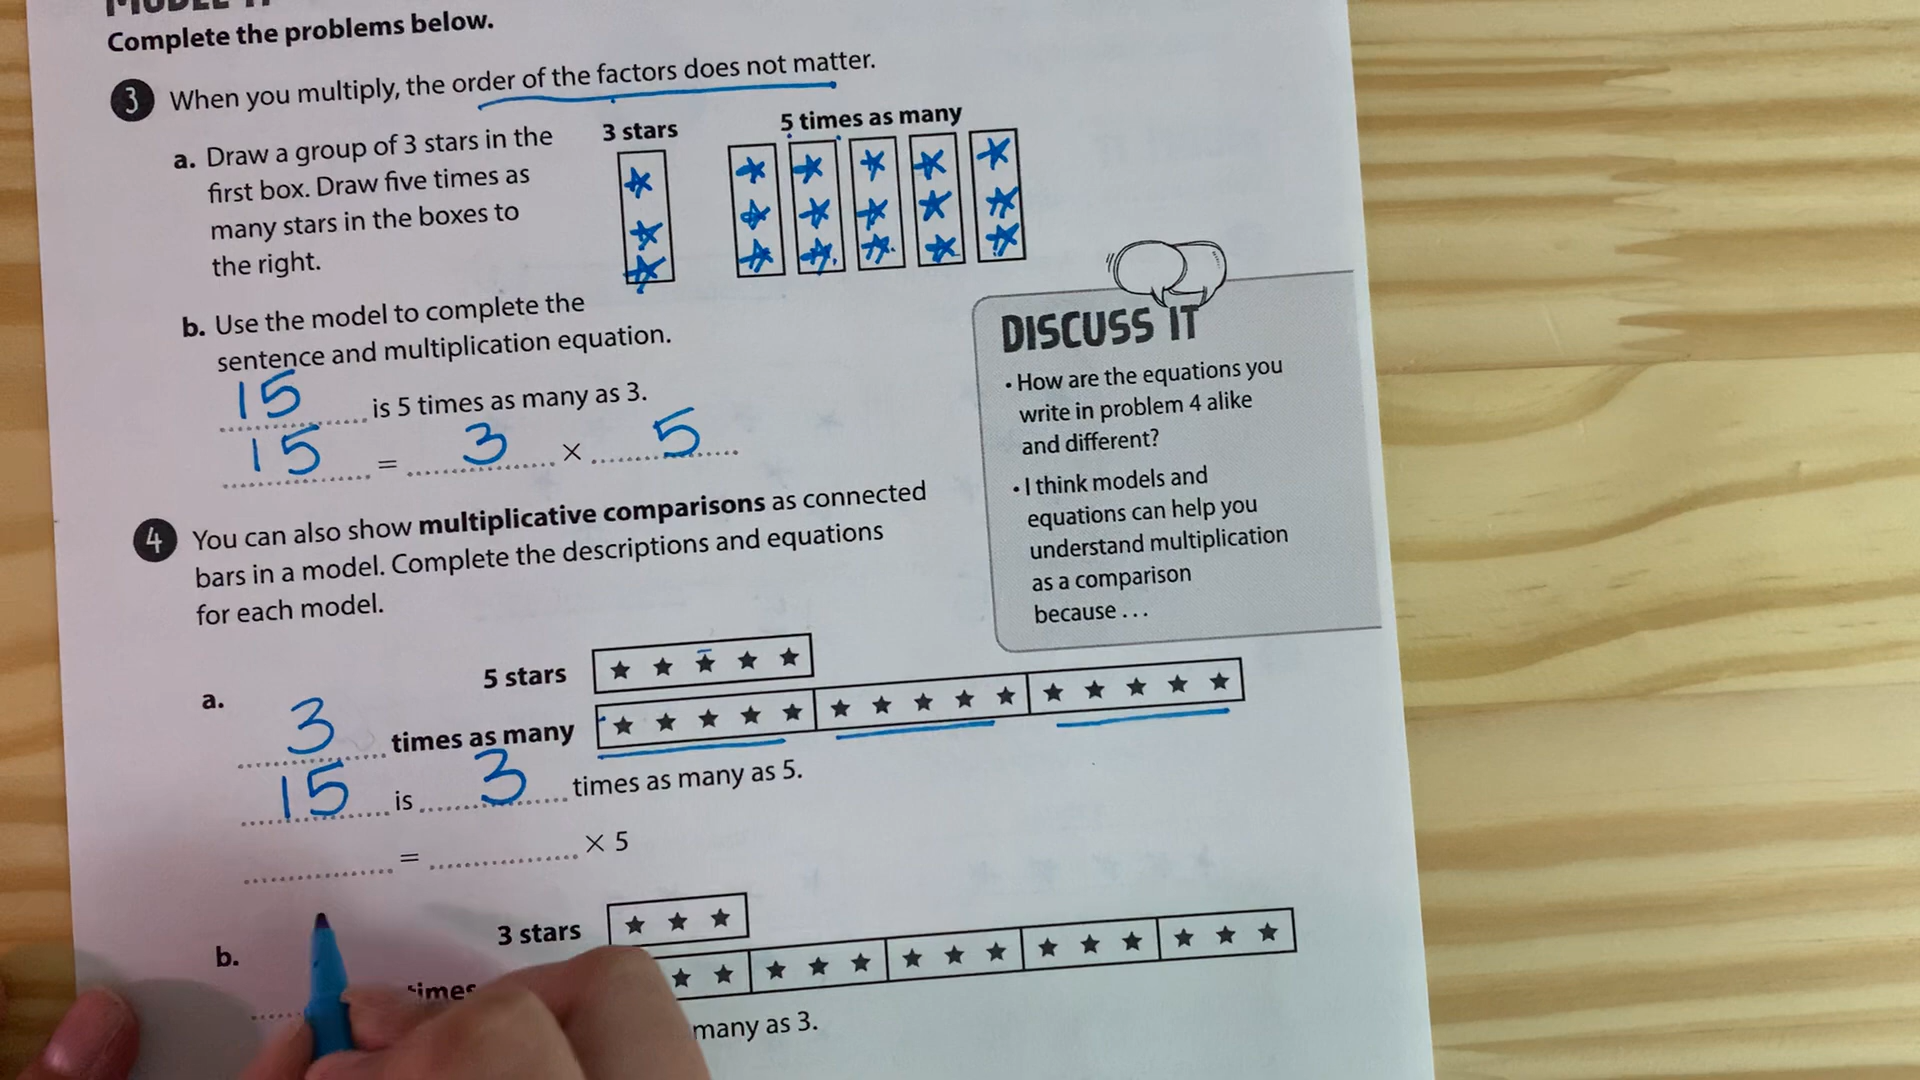 MODEL IT
Complete the problems below.
3 When you multiply, the order of the factors does not matter.
a. Draw a group of 3 stars in the
first box. Draw five times as
many stars in the boxes to
the right.
3 stars
5 times as many
b. Use the model to complete the
sentence and multiplication equation.
15 is 5 times as many as 3.
15 = 3 × 5
DISCUSS IT
• How are the equations you
write in problem 4 alike
and different?
• I think models and
equations can help you
understand multiplication
as a comparison
because . . .
4 You can also show multiplicative comparisons as connected
bars in a model. Complete the descriptions and equations
for each model.
a.
5 stars
3 times as many
15 is 3 times as many as 5.
= × 5
b.
3 stars
times
many as 3.